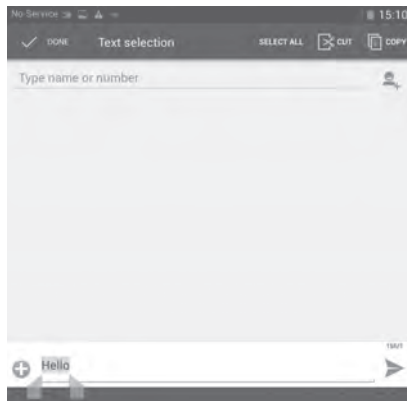 No Service 15:10
DONE Text selection SELECT ALL CUT COPY
Type name or number
Hello